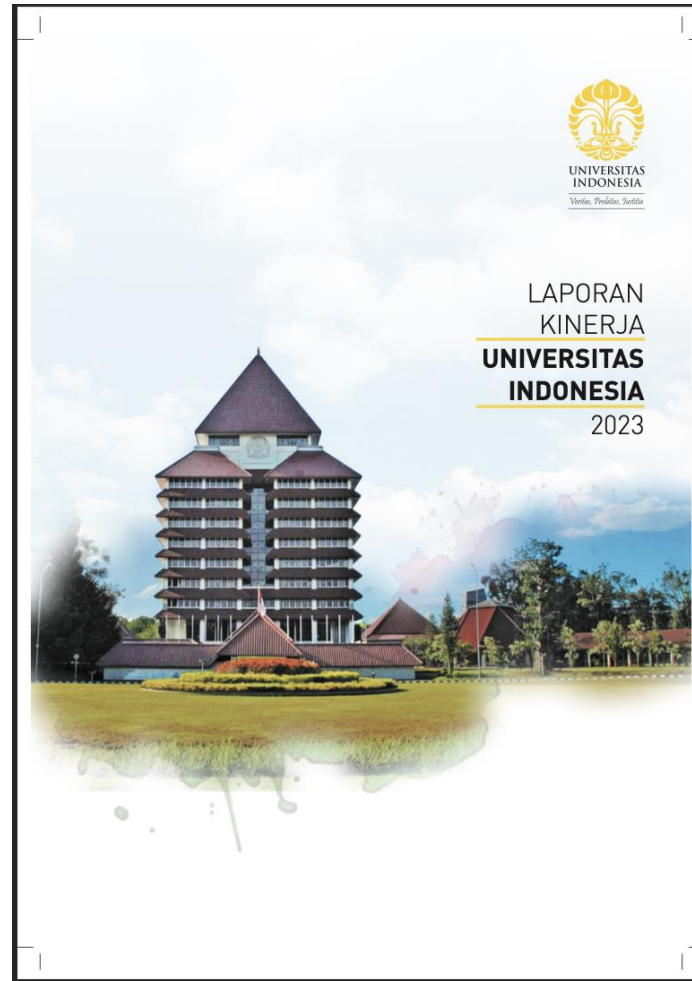 UNIVERSITAS
INDONESIA
Veritas, Probitas, Iustitia
LAPORAN
KINERJA
UNIVERSITAS
INDONESIA
2023